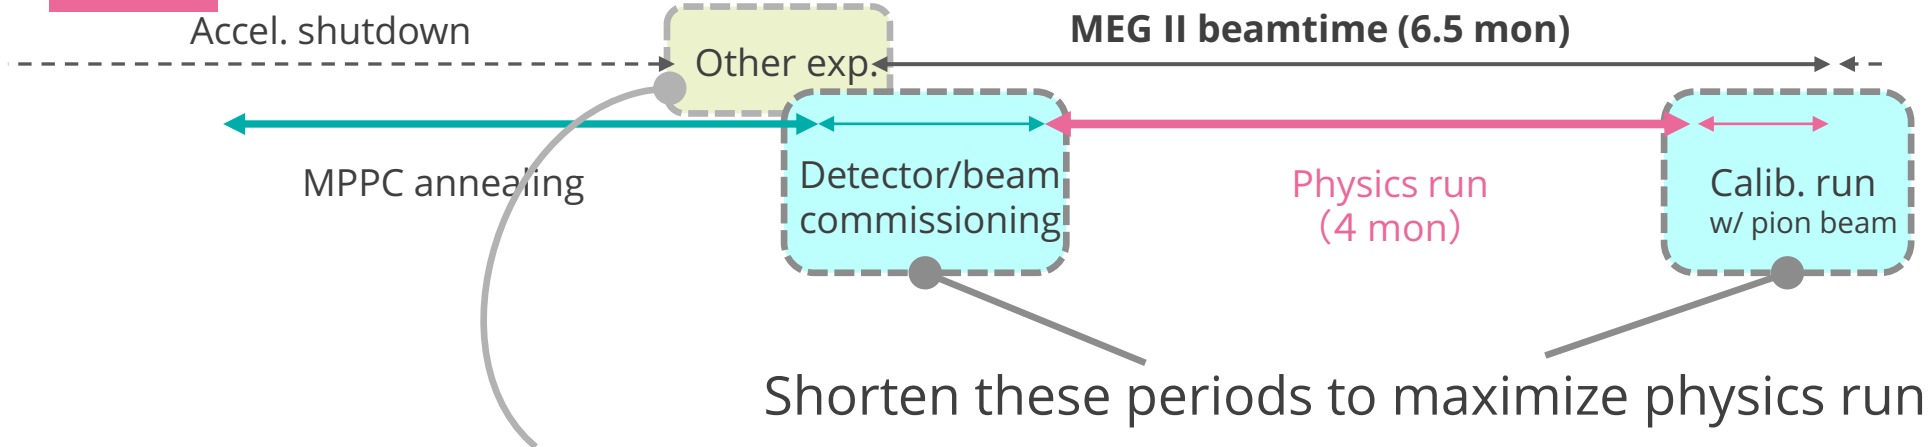 Accel. shutdown
Other exp.
MEG II beamtime (6.5 mon)
MPPC annealing
Detector/beam
commissioning
Physics run
（4 mon）
Calib. run
w/ pion beam
Shorten these periods to maximize physics run